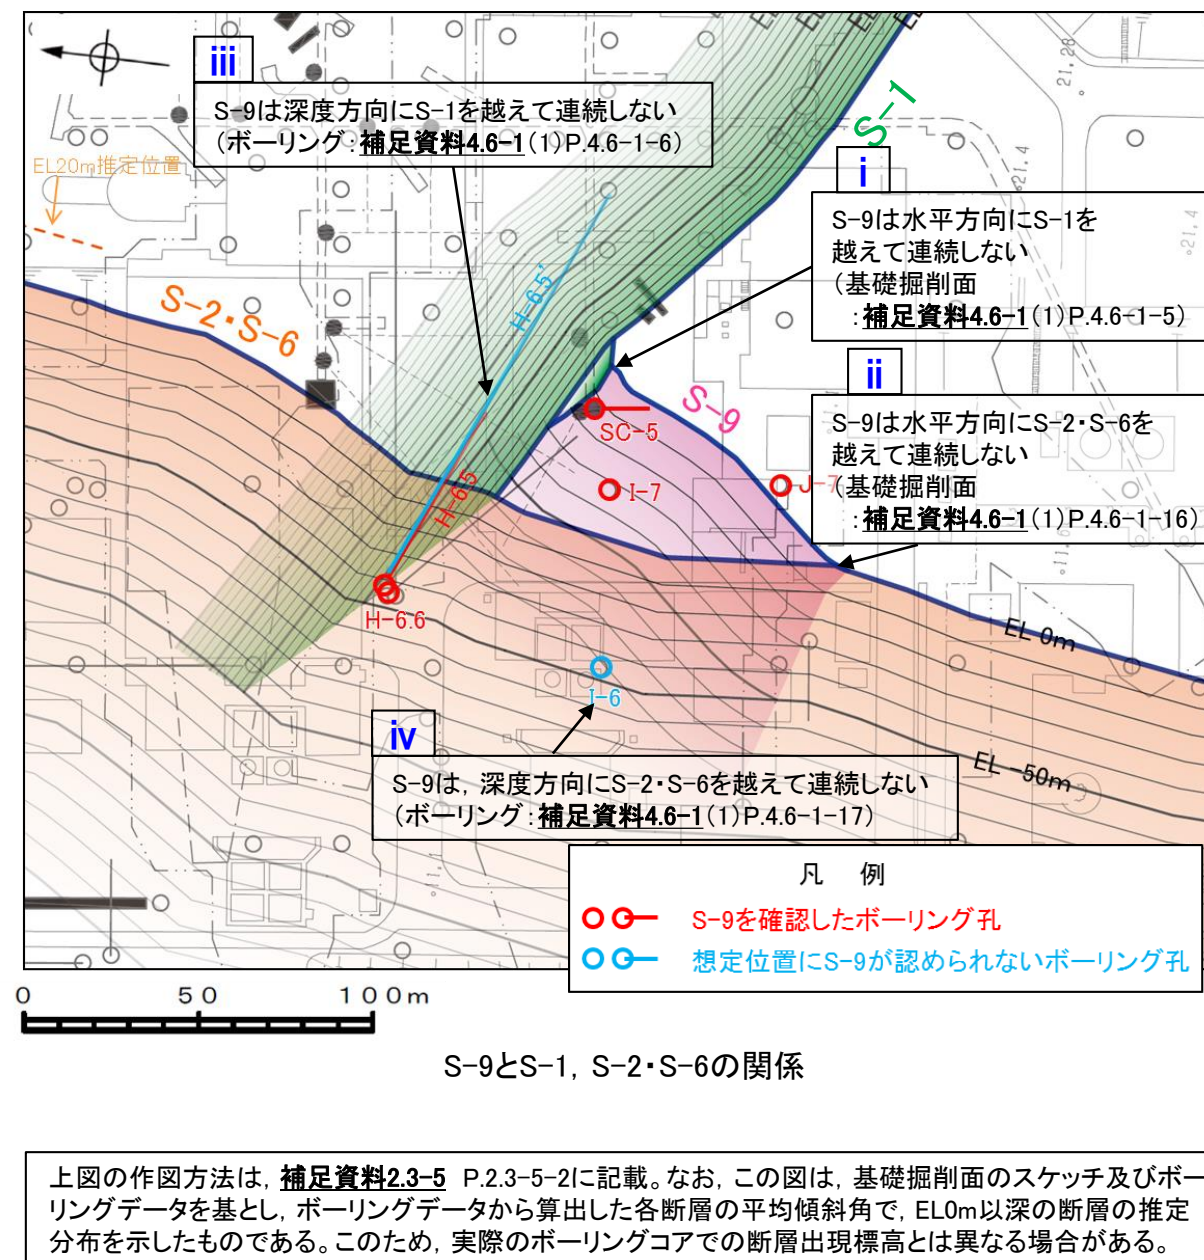 iii
S-9は深度方向にS-1を越えて連続しない
(ボーリング:補足資料4.6-1(1)P.4.6-1-6)
EL20m推定位置
S-1
21.28
21.4
21.4
i
S-9は水平方向にS-1を
越えて連続しない
(基礎掘削面
:補足資料4.6-1(1)P.4.6-1-5)
H-6.5'
S-2・S-6
ii
S-9は水平方向にS-2・S-6を
越えて連続しない
(基礎掘削面
:補足資料4.6-1(1)P.4.6-1-16)
S-9
SC-5
H-6.5
I-7
J-7
H-6.6
EL 0m
I-6
iv
S-9は,深度方向にS-2・S-6を越えて連続しない
(ボーリング:補足資料4.6-1(1)P.4.6-1-17)
EL -50m
凡 例
S-9を確認したボーリング孔
想定位置にS-9が認められないボーリング孔
0 50 100m
S-9とS-1, S-2・S-6の関係
上図の作図方法は,補足資料2.3-5 P.2.3-5-2に記載。なお,この図は,基礎掘削面のスケッチ及びボー
リングデータを基とし,ボーリングデータから算出した各断層の平均傾斜角で,EL0m以深の断層の推定
分布を示したものである。このため,実際のボーリングコアでの断層出現標高とは異なる場合がある。